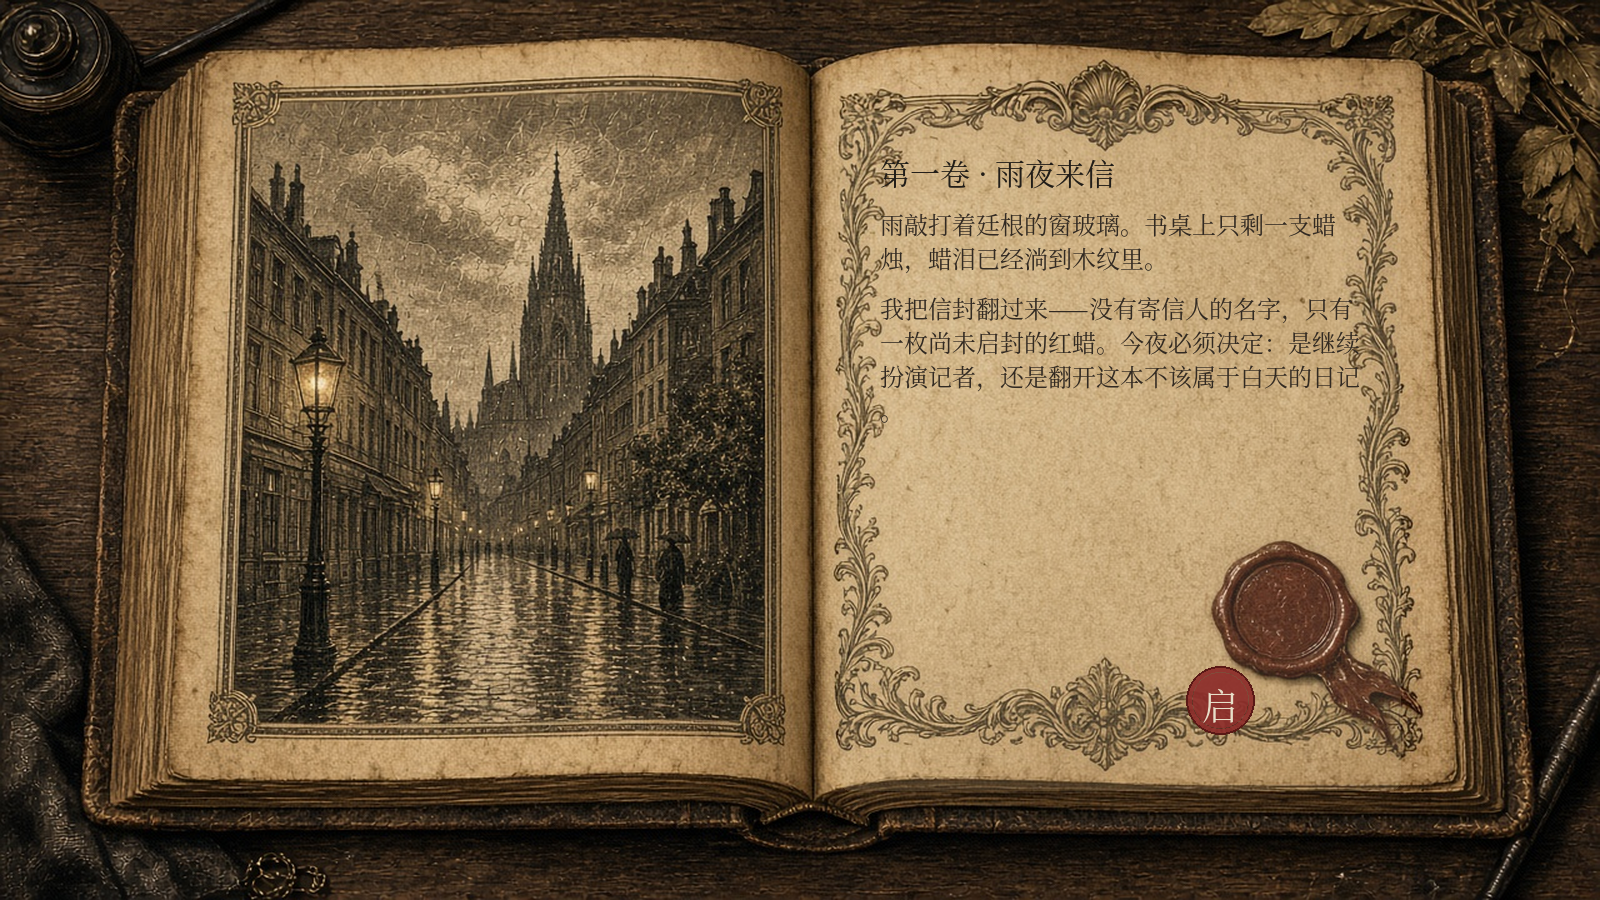 第一卷 · 雨夜来信
雨敲打着廷根的窗玻璃。书桌上只剩一支蜡
烛，蜡泪已经淌到木纹里。
我把信封翻过来——没有寄信人的名字，只有
一枚尚未启封的红蜡。今夜必须决定：是继续
扮演记者，还是翻开这本不该属于白天的日记
。
启